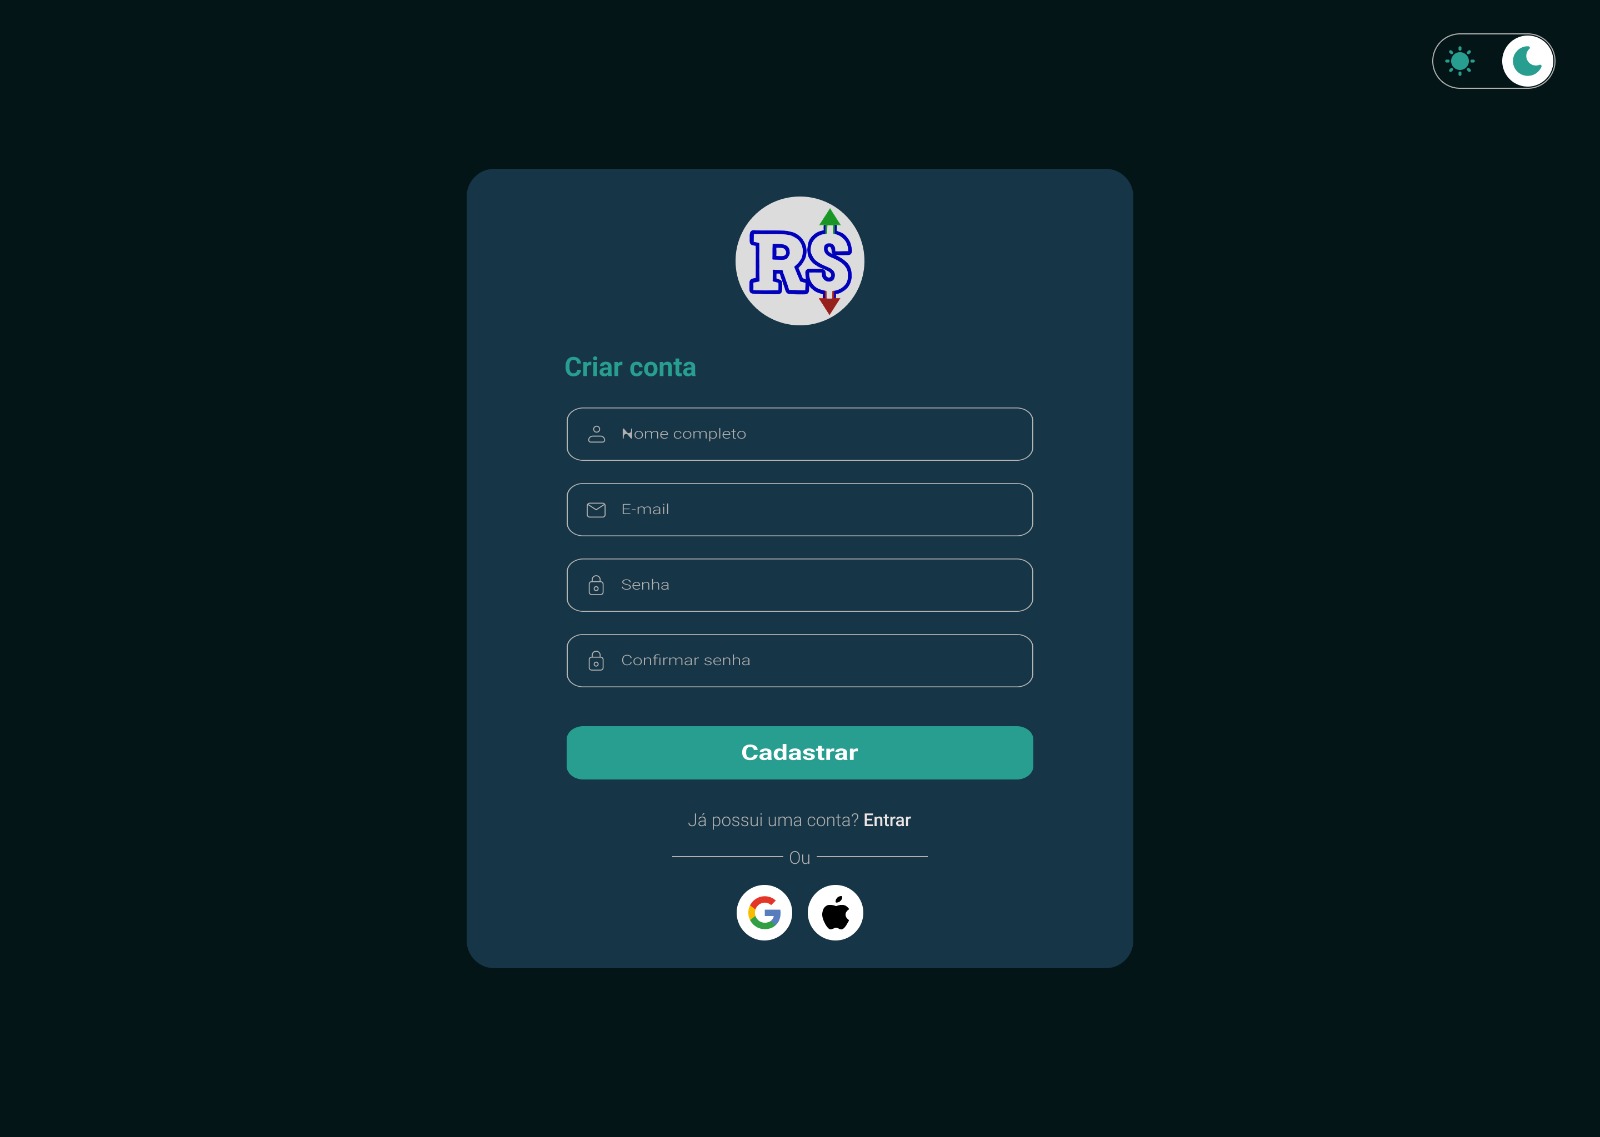 R$
Criar conta
Nome completo
E-mail
Senha
Confirmar senha
Cadastrar
Já possui uma conta? Entrar
Ou